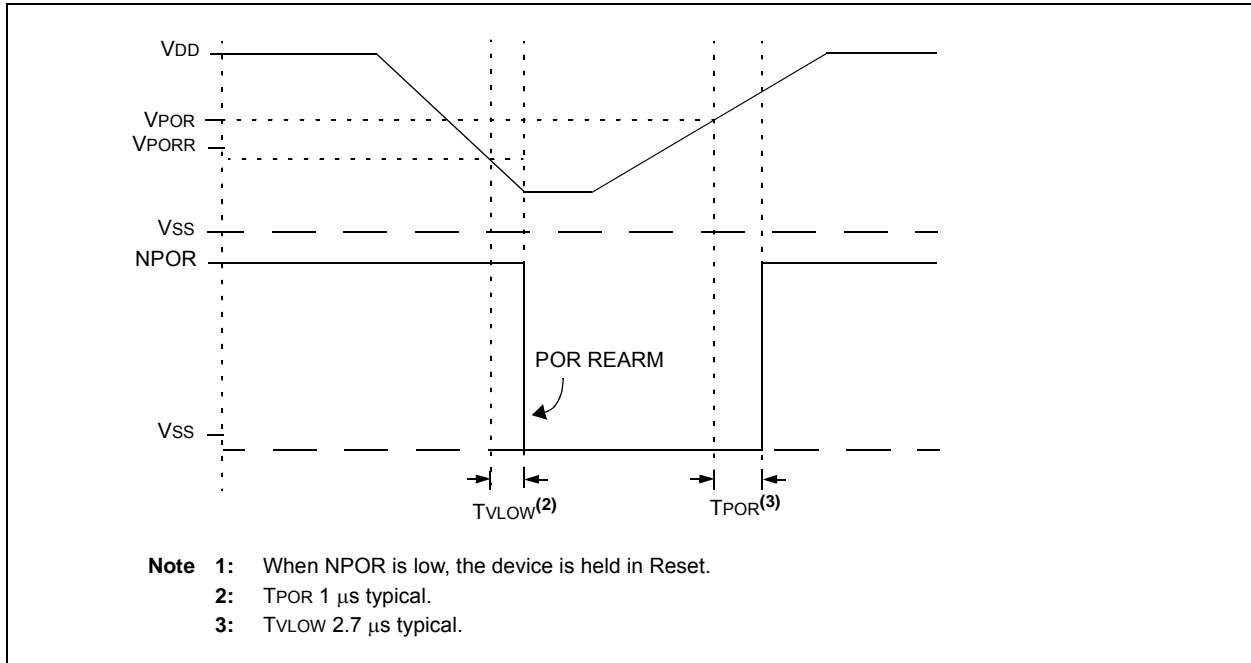 VDD
VPOR
VPORR
VSS
NPOR
POR REARM
VSS
TVLOW(2)
TPOR(3)
Note 1: When NPOR is low, the device is held in Reset.
2: TPOR 1 μs typical.
3: TVLOW 2.7 μs typical.